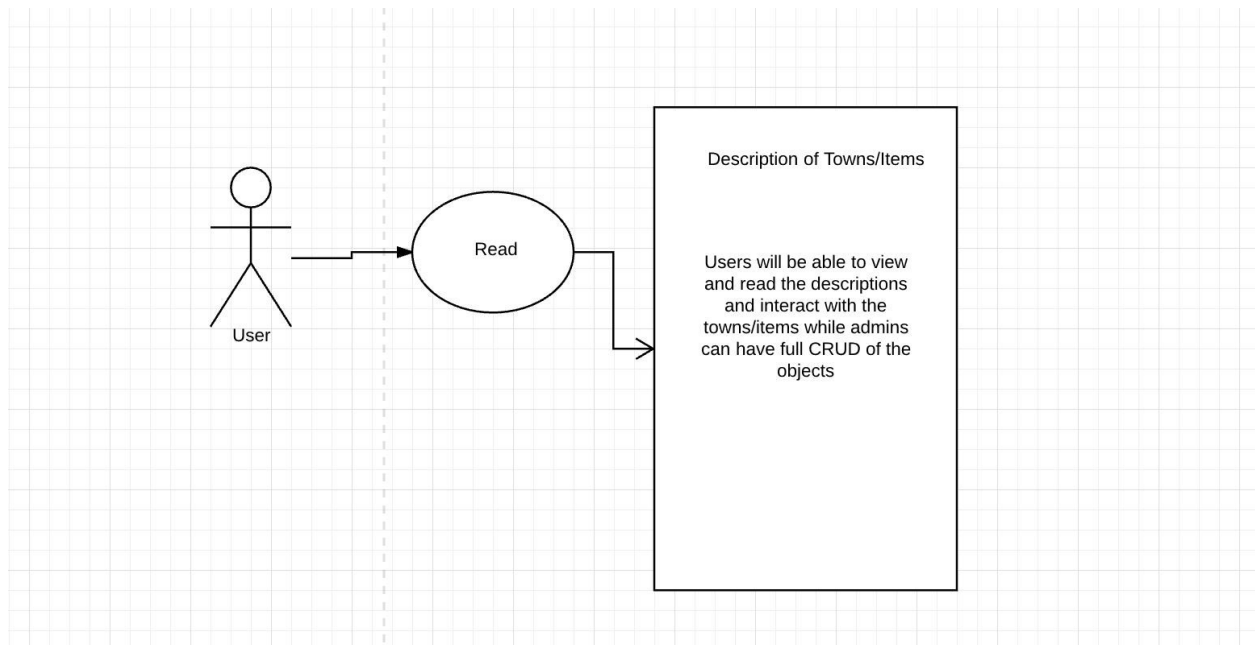 Description of Towns/Items
Read
Users will be able to view
and read the descriptions
and interact with the
towns/items while admins
can have full CRUD of the
objects
User